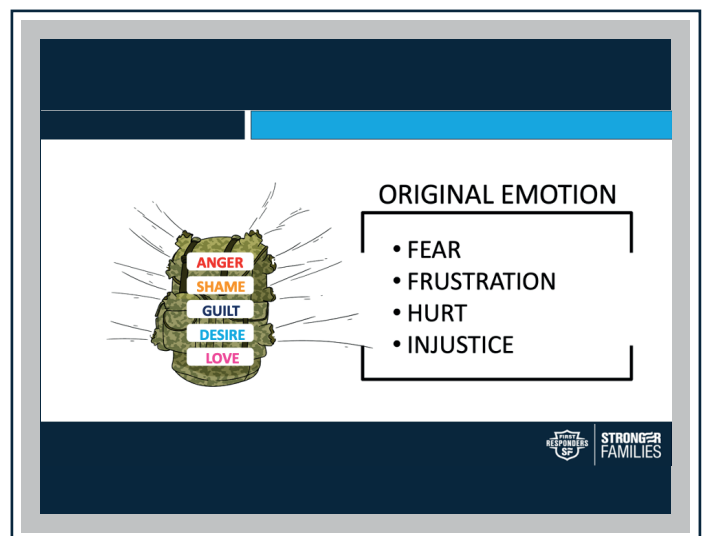 ORIGINAL EMOTION
ANGER
SHAME
GUILT
DESIRE
LOVE
• FEAR
• FRUSTRATION
• HURT
• INJUSTICE
FIRST
RESPONDERS
SF
STRONGER
FAMILIES